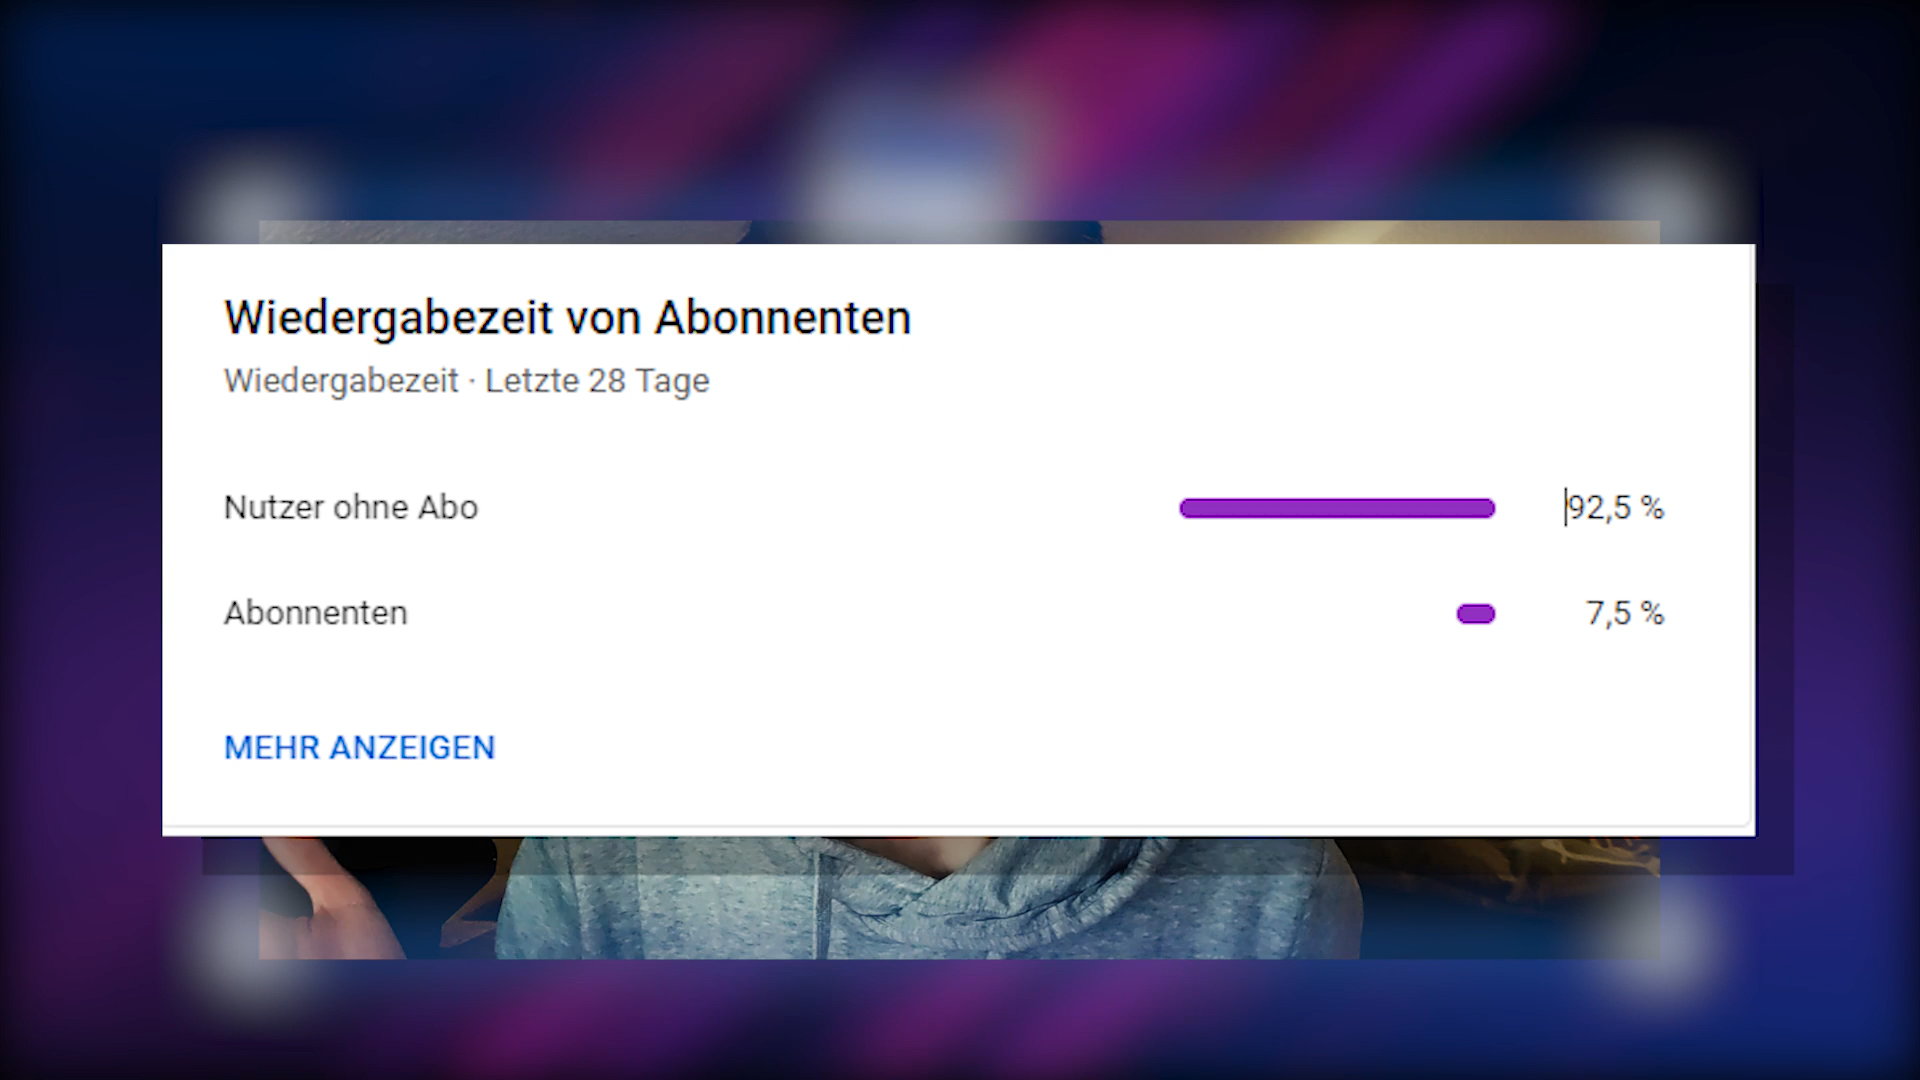 Wiedergabezeit von Abonnenten
Wiedergabezeit · Letzte 28 Tage
Nutzer ohne Abo 92,5 %
Abonnenten 7,5 %
MEHR ANZEIGEN